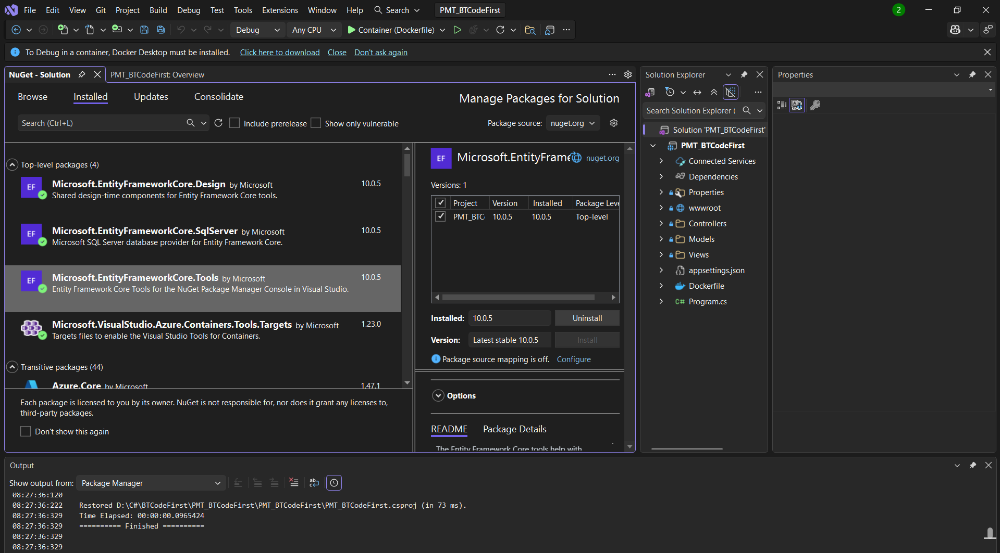 File Edit View Git Project Build Debug Test Tools Extensions Window Help Search PMT_BTCodeFirst 2
Debug Any CPU Container (Dockerfile)
To Debug in a container, Docker Desktop must be installed. Click here to download Close Don't ask again
NuGet - Solution PMT_BTCodeFirst: Overview
Browse Installed Updates Consolidate
Manage Packages for Solution
Search (Ctrl+L) Include prerelease Show only vulnerable Package source: nuget.org
Top-level packages (4)
EF Microsoft.EntityFrameworkCore.Design by Microsoft 10.0.5
Shared design-time components for Entity Framework Core tools.
EF Microsoft.EntityFrameworkCore.SqlServer by Microsoft 10.0.5
Microsoft SQL Server database provider for Entity Framework Core.
EF Microsoft.EntityFrameworkCore.Tools by Microsoft 10.0.5
Entity Framework Core Tools for the NuGet Package Manager Console in Visual Studio.
Microsoft.VisualStudio.Azure.Containers.Tools.Targets by Microsoft 1.23.0
Targets files to enable the Visual Studio Tools for Containers.
Transitive packages (44)
Azure.Core by Microsoft 1.47.1
Each package is licensed to you by its owner. NuGet is not responsible for, nor does it grant any licenses to,
third-party packages.
Don't show this again
EF Microsoft.EntityFrame nuget.org
Versions: 1
Project Version Installed Package Leve
PMT_BTC 10.0.5 10.0.5 Top-level
Installed: 10.0.5 Uninstall
Version: Latest stable 10.0.5 Install
Package source mapping is off. Configure
Options
README Package Details
The Entity Framework Core tools help with
Solution Explorer
Search Solution Explorer (
Solution 'PMT_BTCodeFirst'
PMT_BTCodeFirst
Connected Services
Dependencies
Properties
wwwroot
Controllers
Models
Views
appsettings.json
Dockerfile
C# Program.cs
Properties
Output
Show output from: Package Manager
08:27:36:120
08:27:36:222 Restored D:\C#\BTCodeFirst\PMT_BTCodeFirst\PMT_BTCodeFirst\PMT_BTCodeFirst.csproj (in 73 ms).
08:27:36:329 Time Elapsed: 00:00:00.0965424
08:27:36:329 ========== Finished ==========
08:27:36:329
08:27:36:329